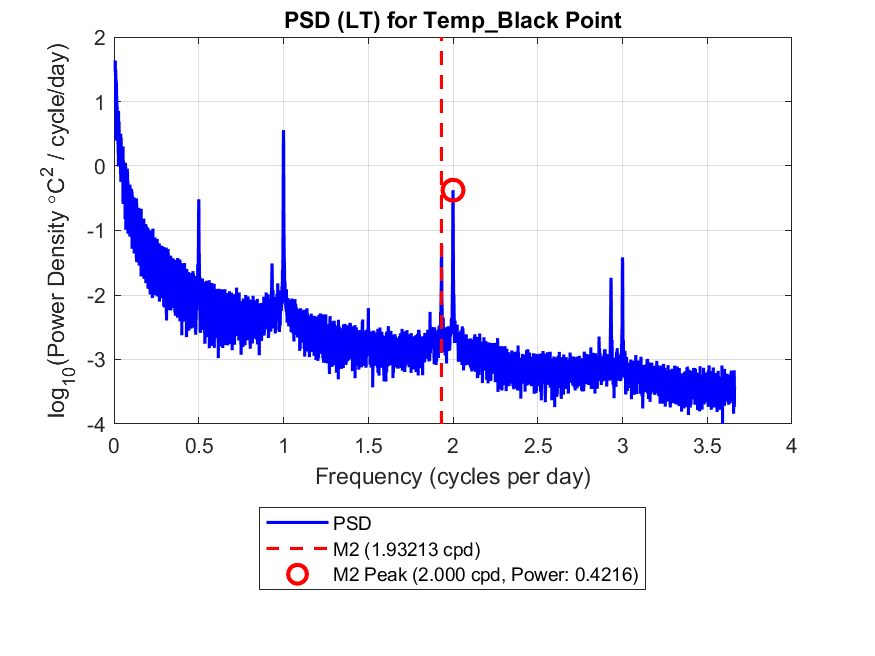 PSD (LT) for Temp_Black Point
log10(Power Density °C2 / cycle/day)
2
1
0
-1
-2
-3
-4
0 0.5 1 1.5 2 2.5 3 3.5 4
Frequency (cycles per day)
PSD
M2 (1.93213 cpd)
M2 Peak (2.000 cpd, Power: 0.4216)